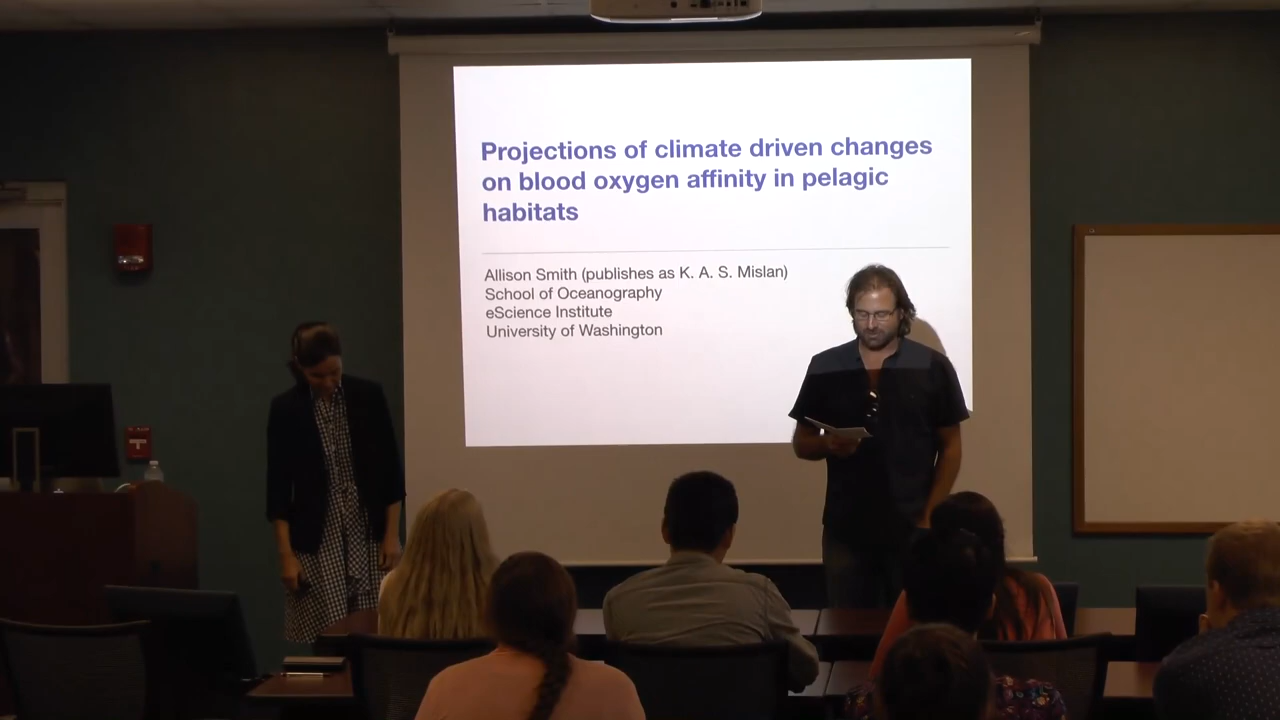 Projections of climate driven changes
on blood oxygen affinity in pelagic
habitats
Allison Smith (publishes as K. A. S. Mislan)
School of Oceanography
eScience Institute
University of Washington